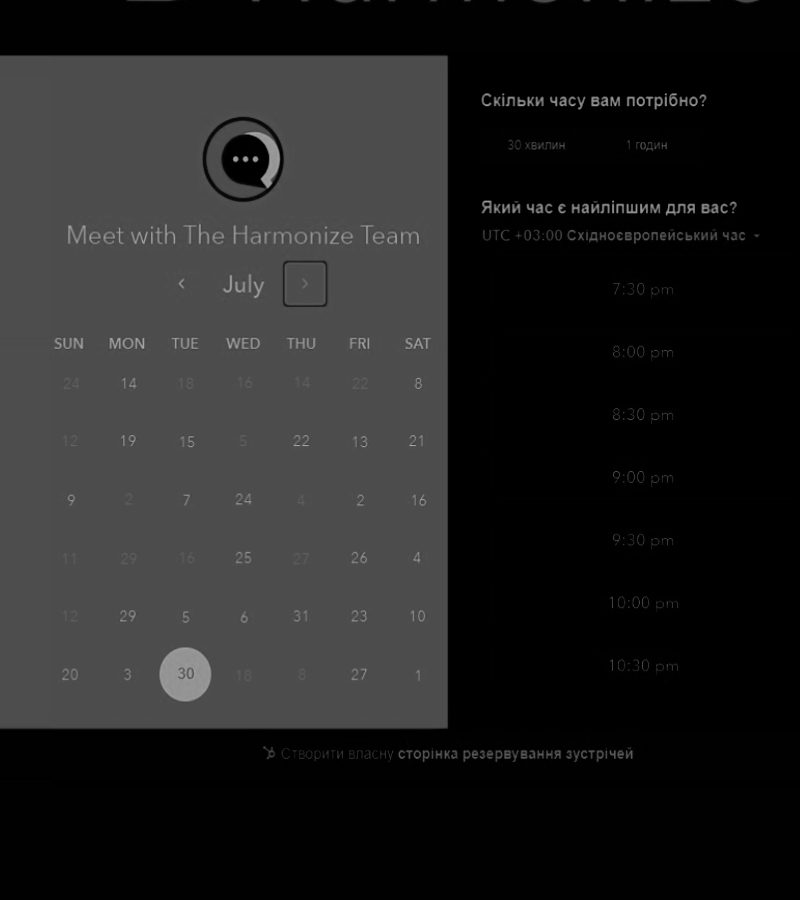 Meet with The Harmonize Team
July
SUN MON TUE WED THU FRI SAT
24 14 18 16 14 22 8
12 19 15 5 22 13 21
9 2 7 24 4 2 16
11 29 16 25 27 26 4
12 29 5 6 31 23 10
20 3 30 18 8 27 1
Скільки часу вам потрібно?
30 хвилин 1 годин
Який час є найліпшим для вас?
UTC +03:00 Східноєвропейський час
7:30 pm
8:00 pm
8:30 pm
9:00 pm
9:30 pm
10:00 pm
10:30 pm
Створити власну сторінка резервування зустрічей